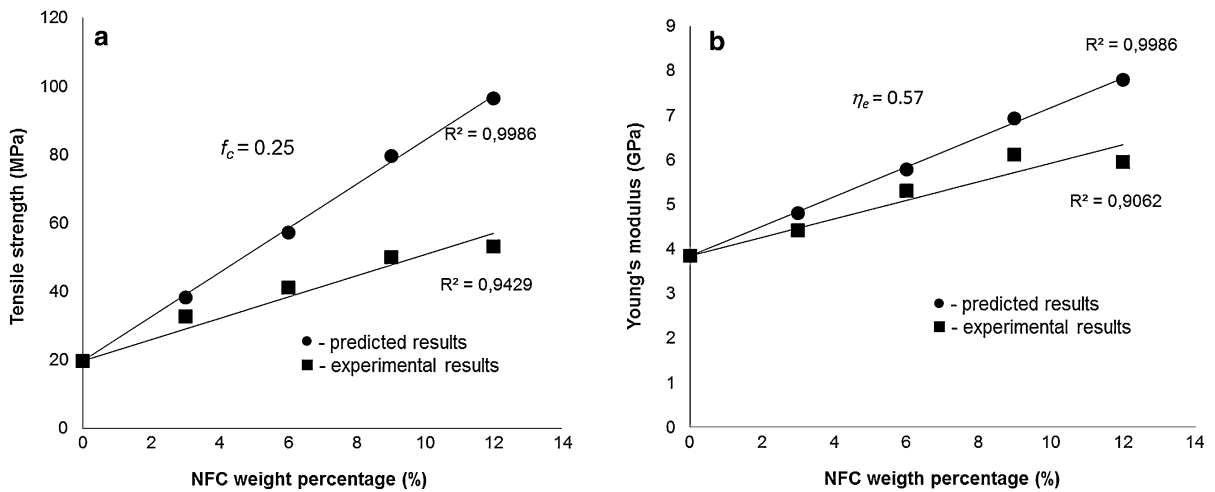 a
120
100
80
60
40
20
0
Tensile strength (MPa)
fc = 0.25
R² = 0,9986
R² = 0,9429
- predicted results
- experimental results
0 2 4 6 8 10 12 14
NFC weight percentage (%)
b
9
8
7
6
5
4
3
2
1
0
Young's modulus (GPa)
R² = 0,9986
ηe = 0.57
R² = 0,9062
- predicted results
- experimental results
0 2 4 6 8 10 12 14
NFC weigth percentage (%)